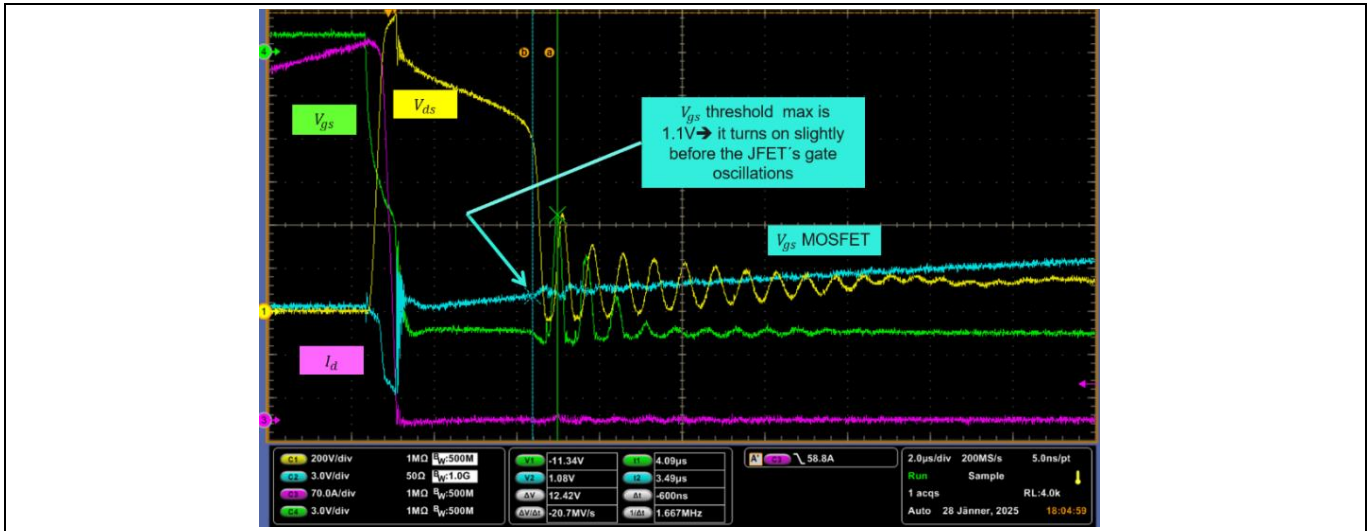 4
b a
Vgs
Vds
Vgs threshold max is
1.1V➔ it turns on slightly
before the JFET´s gate
oscillations
Vgs MOSFET
1
Id
3
C1 200V/div 1MΩ BW:500M
C2 3.0V/div 50Ω BW:1.0G
C3 70.0A/div 1MΩ BW:500M
C4 3.0V/div 1MΩ BW:500M
V1 -11.34V t1 4.09µs
V2 1.08V t2 3.49µs
ΔV 12.42V Δt -600ns
ΔV/Δt -20.7MV/s 1/Δt 1.667MHz
A' C3 58.8A
2.0µs/div 200MS/s 5.0ns/pt
Run Sample
1 acqs RL:4.0k
Auto 28 Jänner, 2025 18:04:59